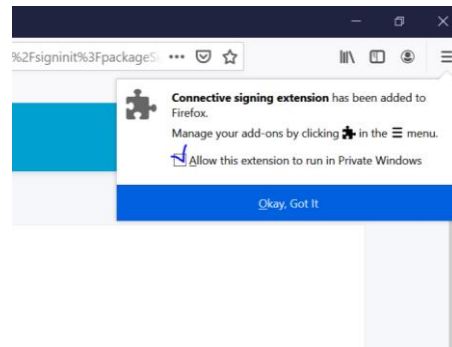 %2Fsigninit%3FpackageS
Connective signing extension has been added to
Firefox.
Manage your add-ons by clicking in the menu.
Allow this extension to run in Private Windows
Okay, Got It